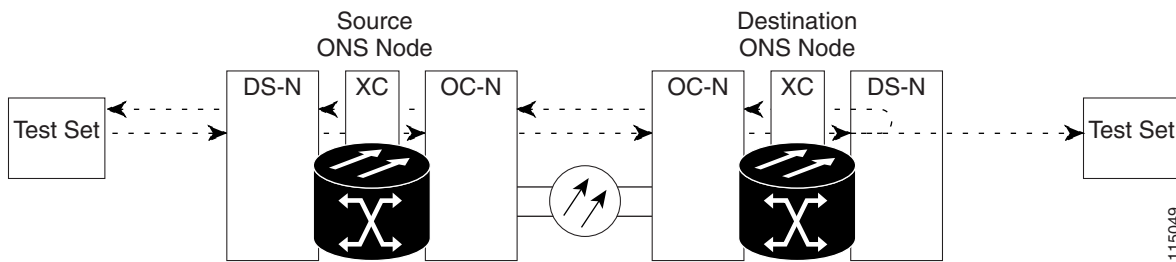 Source
ONS Node
Destination
ONS Node
DS-N
XC
OC-N
OC-N
XC
DS-N
Test Set
Test Set
115049